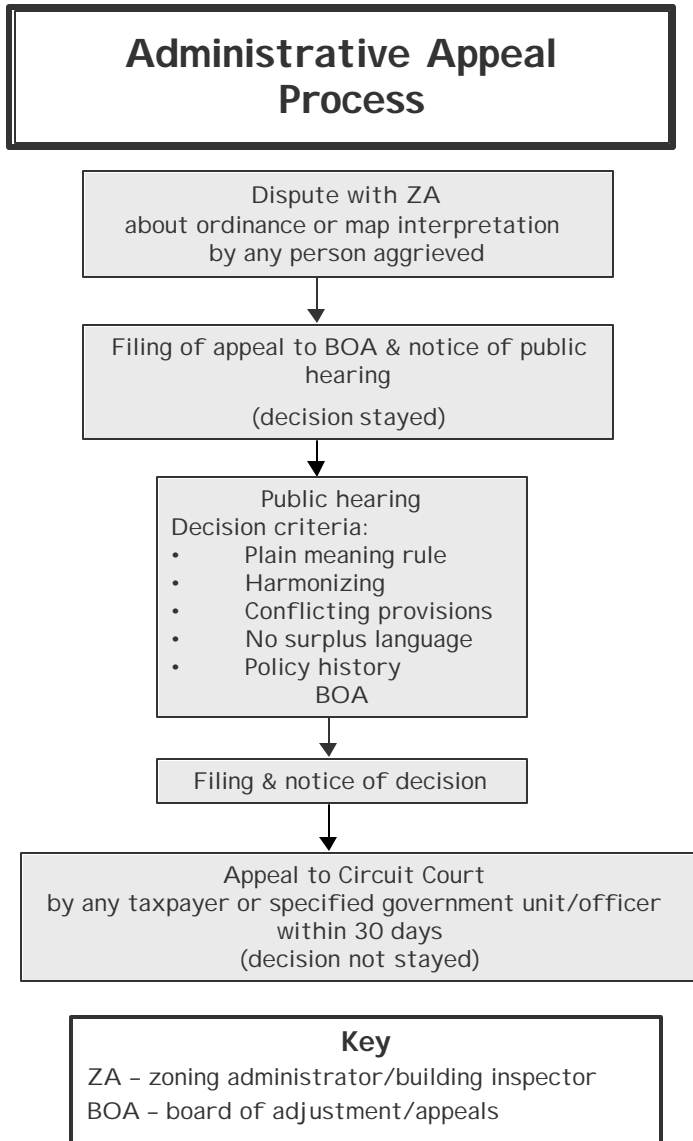 Administrative Appeal
Process
Dispute with ZA
about ordinance or map interpretation
by any person aggrieved
Filing of appeal to BOA & notice of public
hearing
(decision stayed)
Public hearing
Decision criteria:
• Plain meaning rule
• Harmonizing
• Conflicting provisions
• No surplus language
• Policy history
BOA
Filing & notice of decision
Appeal to Circuit Court
by any taxpayer or specified government unit/officer
within 30 days
(decision not stayed)
Key
ZA – zoning administrator/building inspector
BOA – board of adjustment/appeals